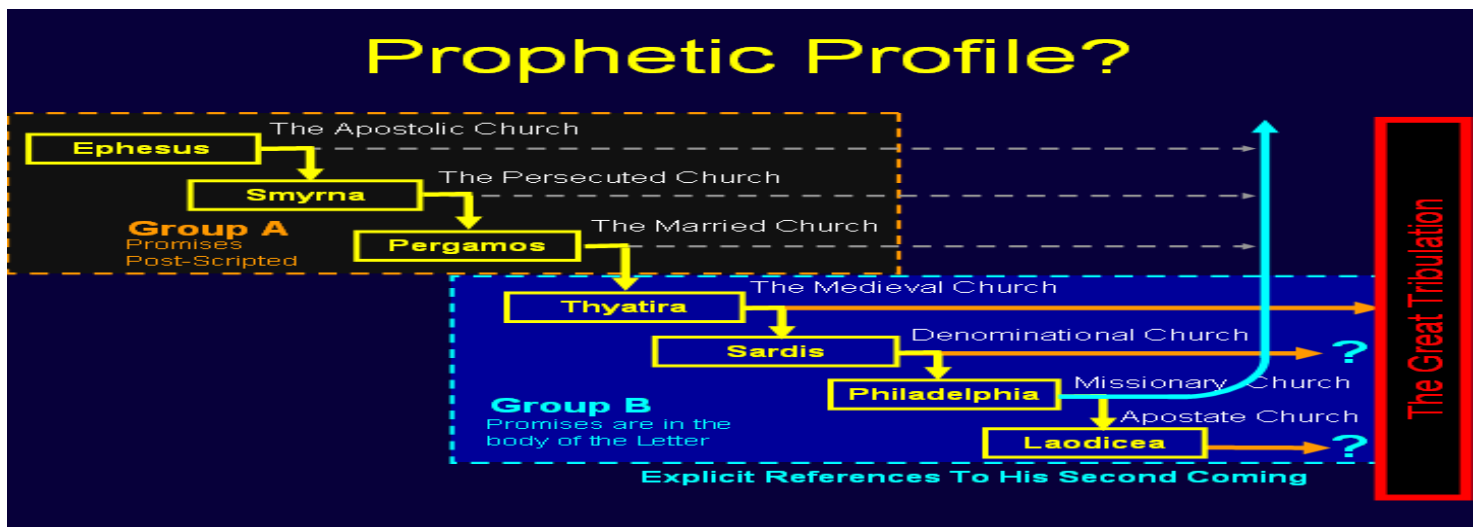 Prophetic Profile?
The Apostolic Church
Ephesus
The Persecuted Church
Smyrna
The Married Church
Group A
Promises
Post-Scripted
Pergamos
The Medieval Church
Thyatira
Denominational Church
Sardis
?
Missionary Church
Philadelphia
Group B
Promises are in the
body of the Letter
Apostate Church
Laodicea
?
Explicit References To His Second Coming
The Great Tribulation